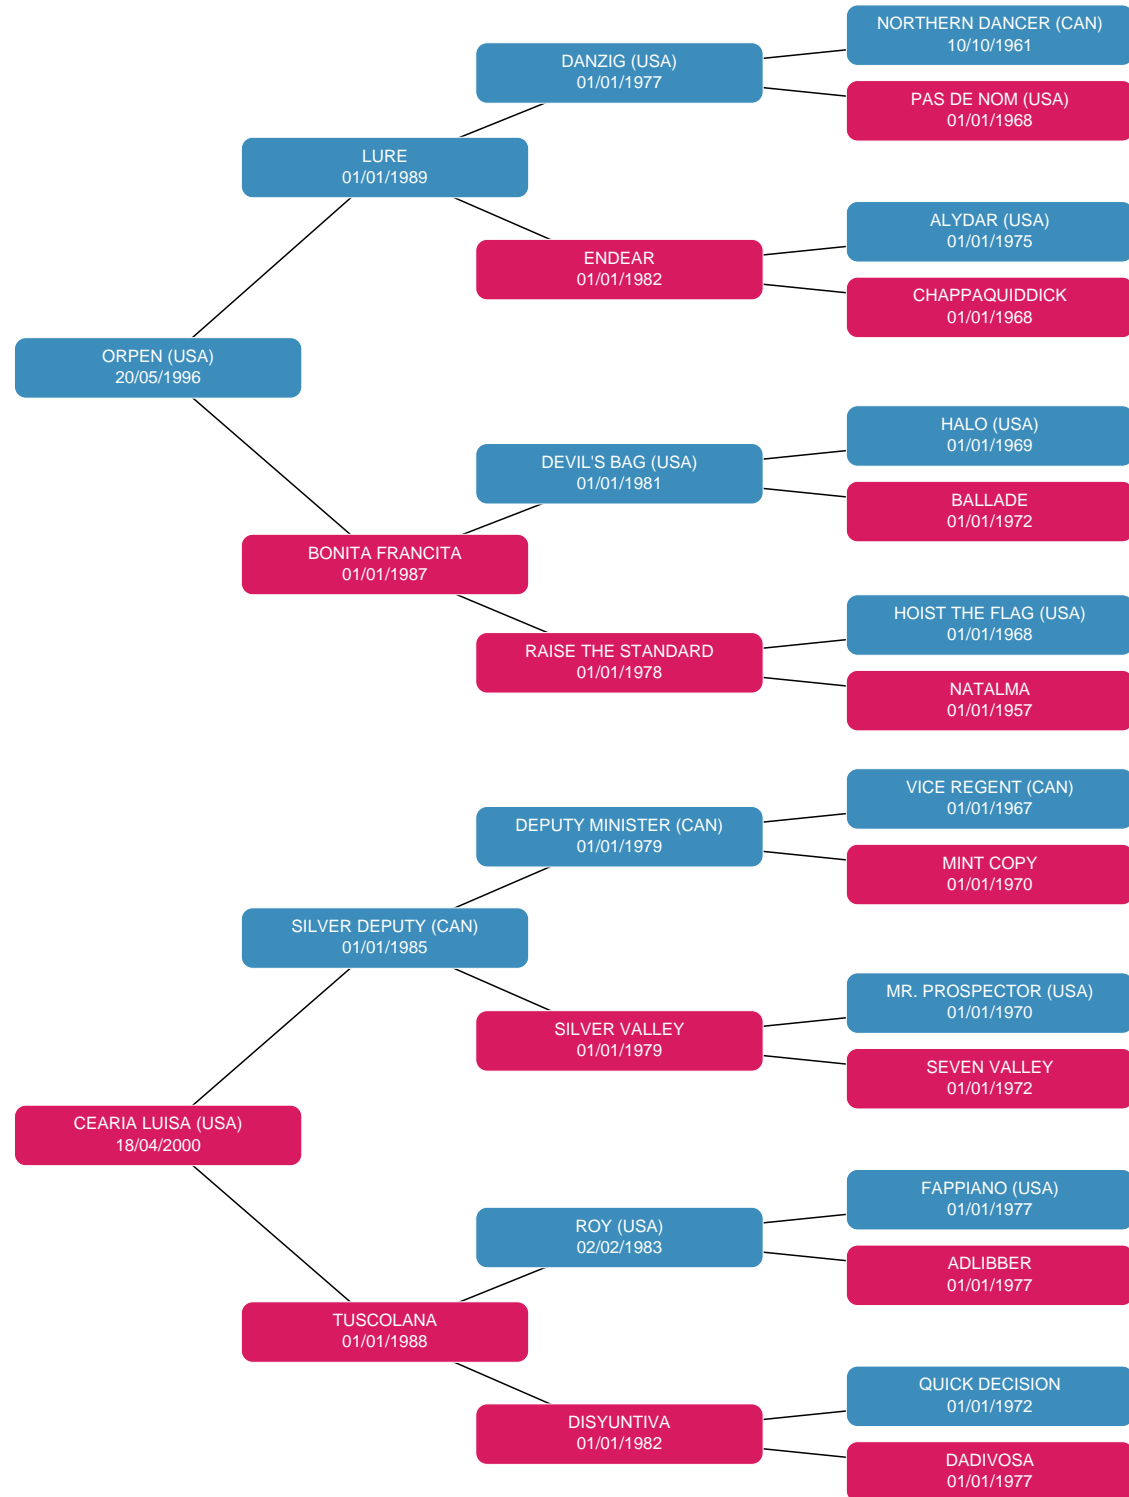 NORTHERN DANCER (CAN)
10/10/1961
DANZIG (USA)
01/01/1977
PAS DE NOM (USA)
01/01/1968
LURE
01/01/1989
ALYDAR (USA)
01/01/1975
ENDEAR
01/01/1982
CHAPPAQUIDDICK
01/01/1968
ORPEN (USA)
20/05/1996
HALO (USA)
01/01/1969
DEVIL'S BAG (USA)
01/01/1981
BALLADE
01/01/1972
BONITA FRANCITA
01/01/1987
HOIST THE FLAG (USA)
01/01/1968
RAISE THE STANDARD
01/01/1978
NATALMA
01/01/1957
VICE REGENT (CAN)
01/01/1967
DEPUTY MINISTER (CAN)
01/01/1979
MINT COPY
01/01/1970
SILVER DEPUTY (CAN)
01/01/1985
MR. PROSPECTOR (USA)
01/01/1970
SILVER VALLEY
01/01/1979
SEVEN VALLEY
01/01/1972
CEARIA LUISA (USA)
18/04/2000
FAPPIANO (USA)
01/01/1977
ROY (USA)
02/02/1983
ADLIBBER
01/01/1977
TUSCOLANA
01/01/1988
QUICK DECISION
01/01/1972
DISYUNTIVA
01/01/1982
DADIVOSA
01/01/1977